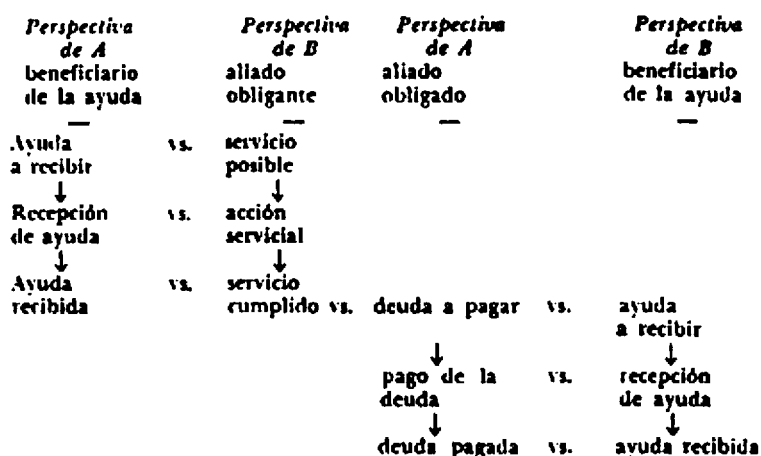 Perspectiva Perspectiva Perspectiva Perspectiva
de A de B de A de B
beneficiario aliado aliado beneficiario
de la ayuda obligante obligado de la ayuda
Ayuda vs. servicio
a recibir posible
Recepción vs. acción
de ayuda servicial
Ayuda vs. servicio
recibida cumplido vs. deuda a pagar vs. ayuda
a recibir
pago de la vs. recepción
deuda de ayuda
deuda pagada vs. ayuda recibida